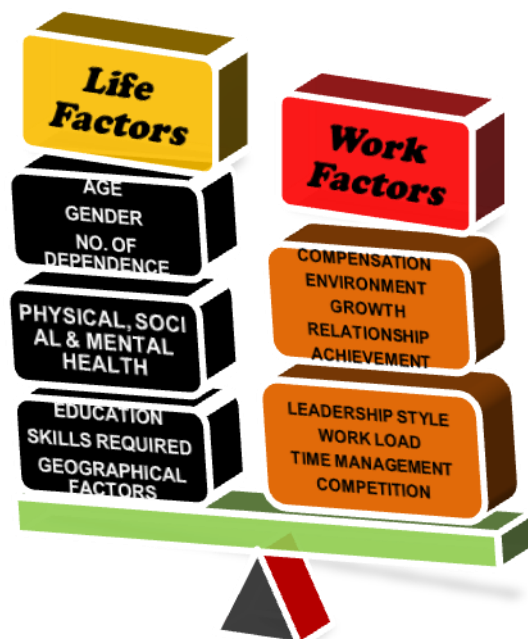 Life
Factors
AGE
GENDER
NO. OF
DEPENDENCE
PHYSICAL, SOCI
AL & MENTAL
HEALTH
EDUCATION
SKILLS REQUIRED
GEOGRAPHICAL
FACTORS
Work
Factors
COMPENSATION
ENVIRONMENT
GROWTH
RELATIONSHIP
ACHIEVEMENT
LEADERSHIP STYLE
WORK LOAD
TIME MANAGEMENT
COMPETITION